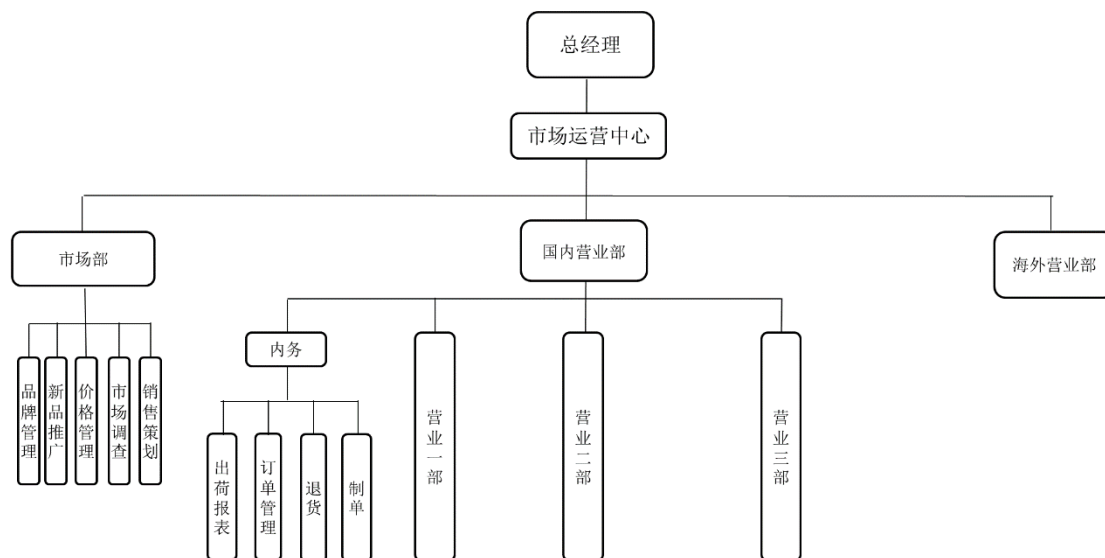 总经理
市场运营中心
市场部
国内营业部
海外营业部
品牌管理
新品推广
价格管理
市场调查
销售策划
内务
营业一部
营业二部
营业三部
出荷报表
订单管理
退货
制单